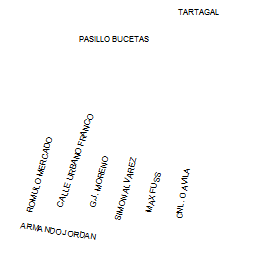 TARTAGAL
PASILLO BUCETAS
ROMULO MERCADO
CALLE URBANO FRANCO
G.J. MORENO
SIMON ALVAREZ
MAX FUSS
CNL. O AVILA
ARMANDO JORDAN